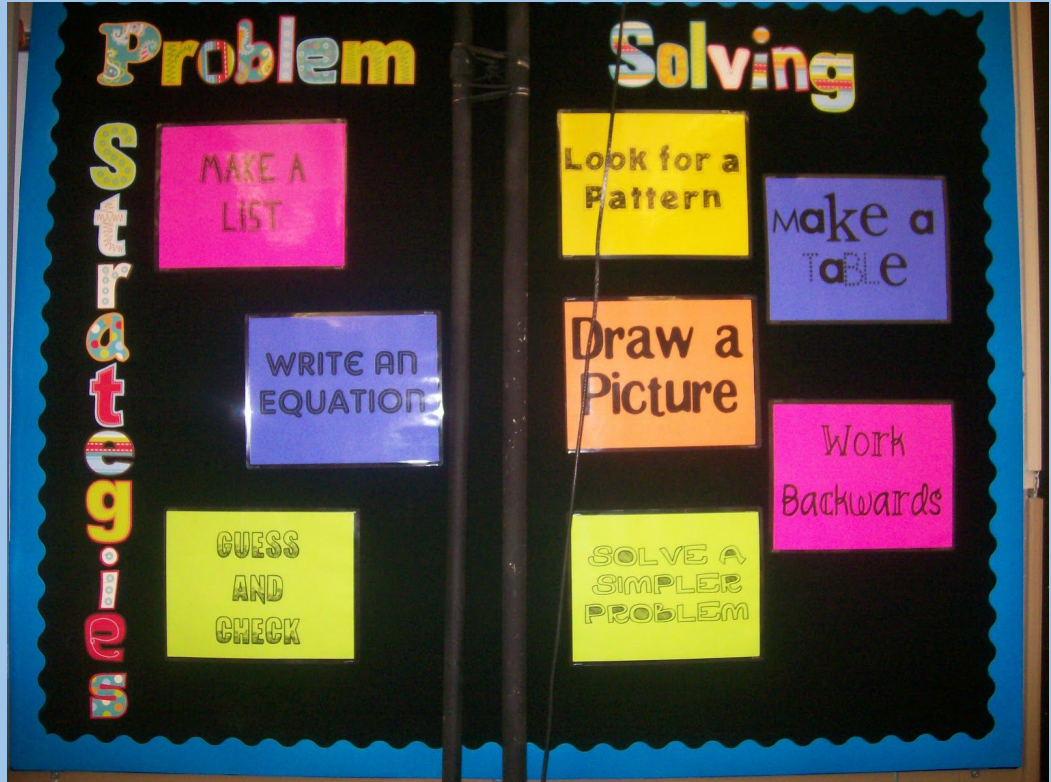 Problem Solving
Strategies
MAKE A
LIST
WRITE AN
EQUATION
GUESS
AND
CHECK
Look for a
Pattern
Draw a
Picture
SOLVE A
SIMPLER
PROBLEM
Make a
TaBLe
Work
Backwards